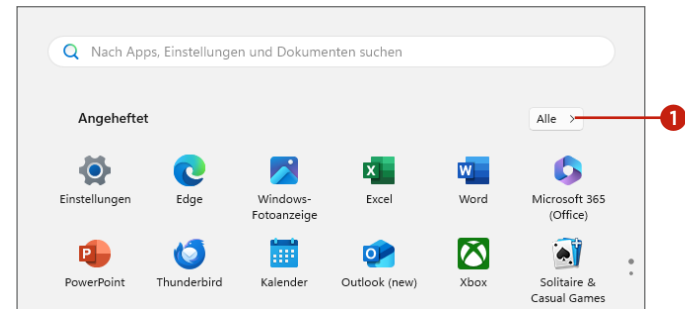 Nach Apps, Einstellungen und Dokumenten suchen
Angeheftet
Alle >
1
Einstellungen
Edge
Windows-
Fotoanzeige
Excel
Word
Microsoft 365
(Office)
PowerPoint
Thunderbird
Kalender
Outlook (new)
Xbox
Solitaire &
Casual Games